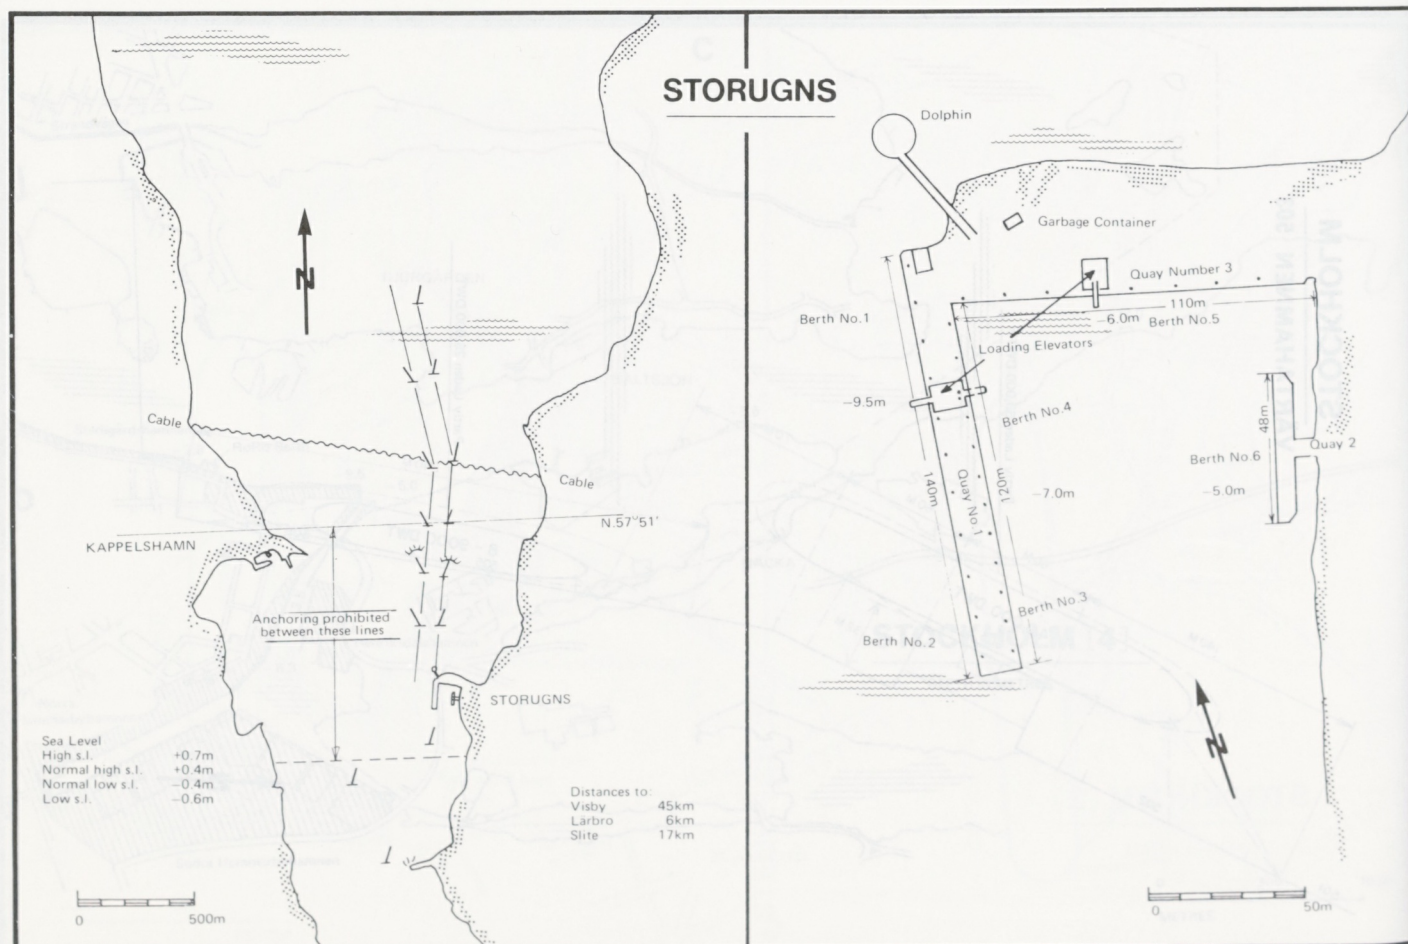 STORUGNS
N
Cable
Cable
N.57°51'
KAPPELSHAMN
Anchoring prohibited
between these lines
STORUGNS
Sea Level
High s.l. +0.7m
Normal high s.l. +0.4m
Normal low s.l. −0.4m
Low s.l. −0.6m
Distances to:
Visby 45km
Lärbro 6km
Slite 17km
0 500m
Dolphin
Garbage Container
Quay Number 3
110m
−6.0m
Berth No.5
Berth No.1
Loading Elevators
−9.5m
Berth No.4
48m
Quay 2
Berth No.6
−5.0m
140m
Quay No.1
120m
−7.0m
Berth No.3
Berth No.2
N
0 50m